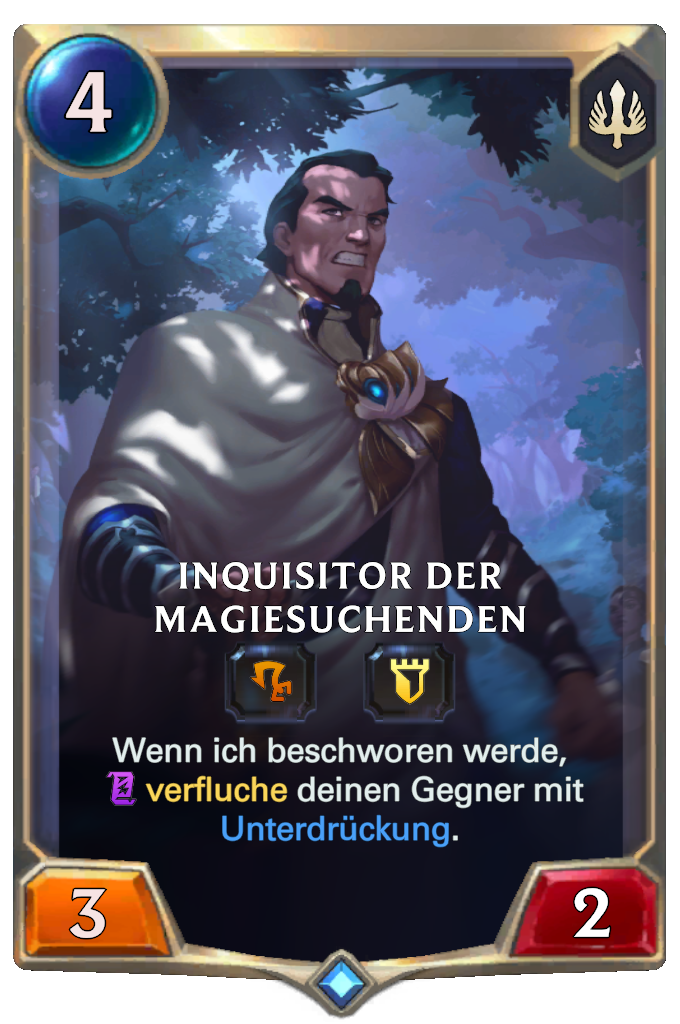 4
INQUISITOR DER
MAGIESUCHENDEN
Wenn ich beschworen werde,
verfluche deinen Gegner mit
Unterdrückung.
3
2